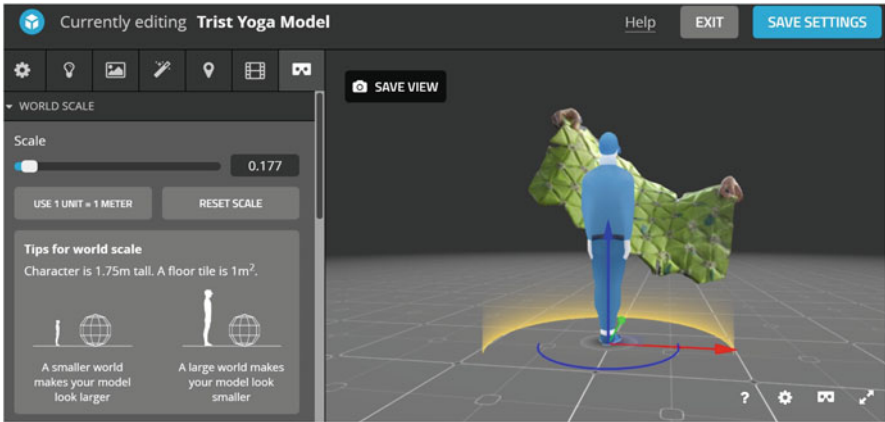 Currently editing Trist Yoga Model
Help
EXIT
SAVE SETTINGS
WORLD SCALE
SAVE VIEW
Scale
0.177
USE 1 UNIT = 1 METER
RESET SCALE
Tips for world scale
Character is 1.75m tall. A floor tile is 1m².
A smaller world
makes your model
look larger
A large world makes
your model look
smaller
?